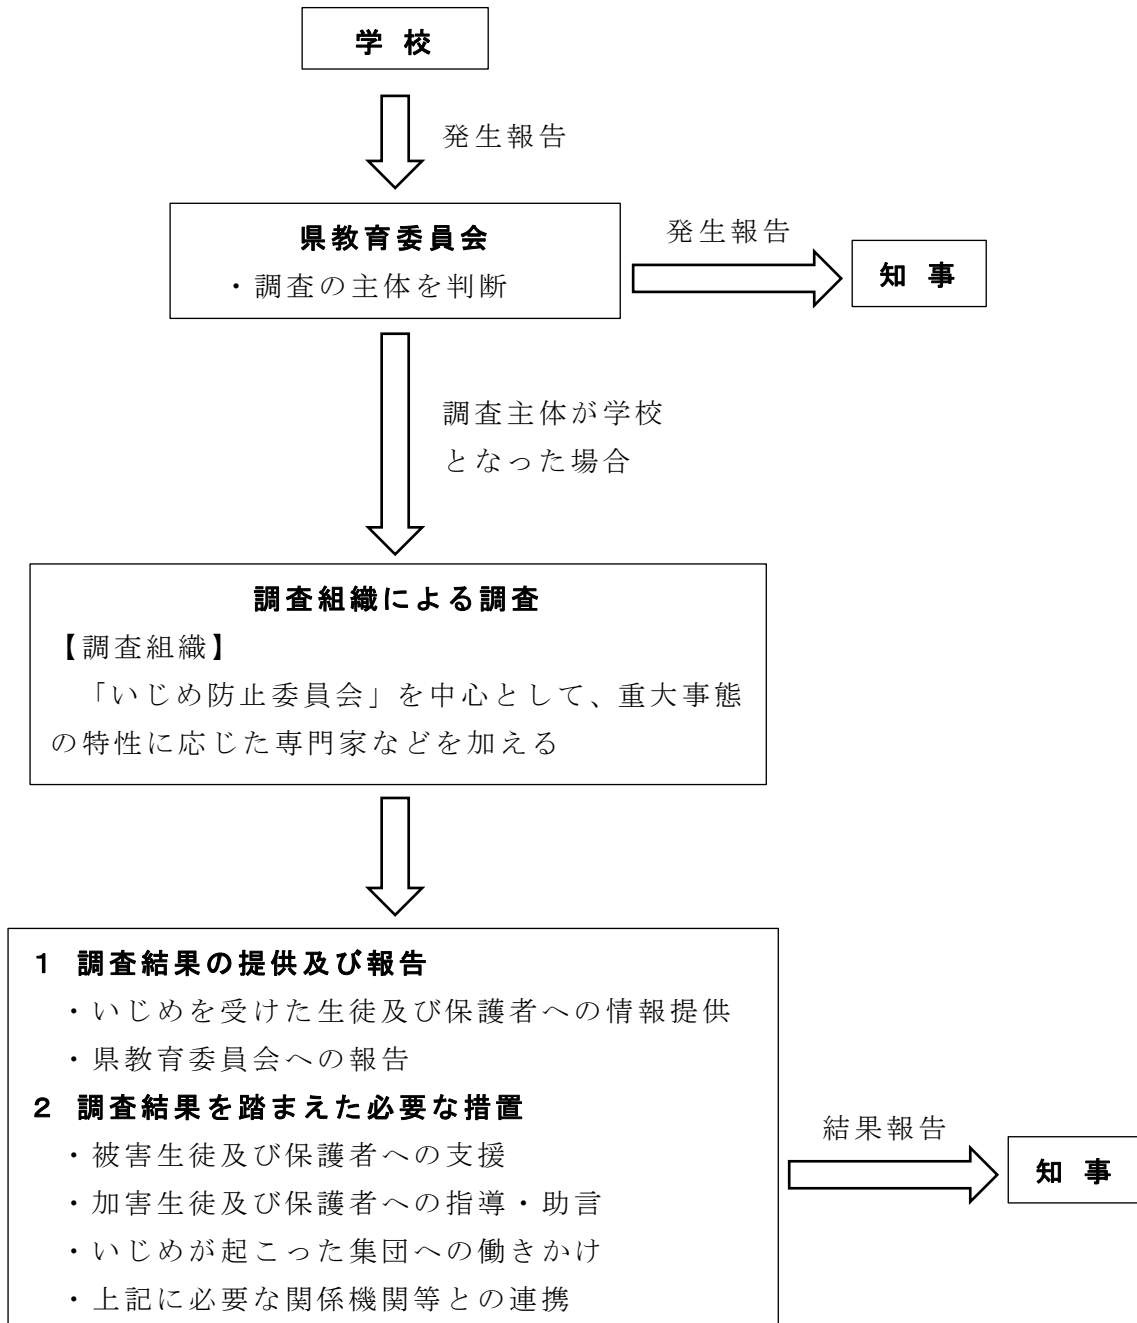 学 校
発生報告
県教育委員会
・調査の主体を判断
発生報告
知 事
調査主体が学校
となった場合
調査組織による調査
【調査組織】
「いじめ防止委員会」を中心として、重大事態
の特性に応じた専門家などを加える
1 調査結果の提供及び報告
・いじめを受けた生徒及び保護者への情報提供
・県教育委員会への報告
2 調査結果を踏まえた必要な措置
・被害生徒及び保護者への支援
・加害生徒及び保護者への指導・助言
・いじめが起こった集団への働きかけ
・上記に必要な関係機関等との連携
結果報告
知 事